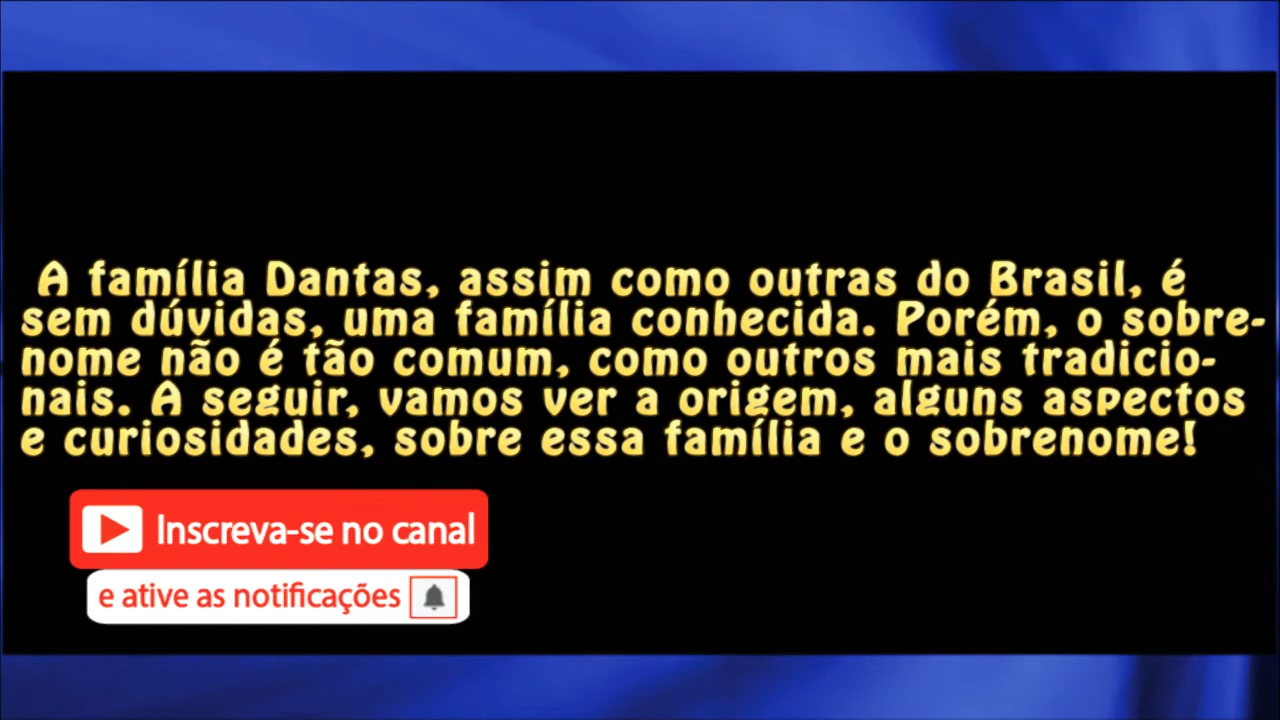 A família Dantas, assim como outras do Brasil, é
sem dúvidas, uma família conhecida. Porém, o sobre-
nome não é tão comum, como outros mais tradicio-
nais. A seguir, vamos ver a origem, alguns aspectos
e curiosidades, sobre essa família e o sobrenome!
Inscreva-se no canal
e ative as notificações